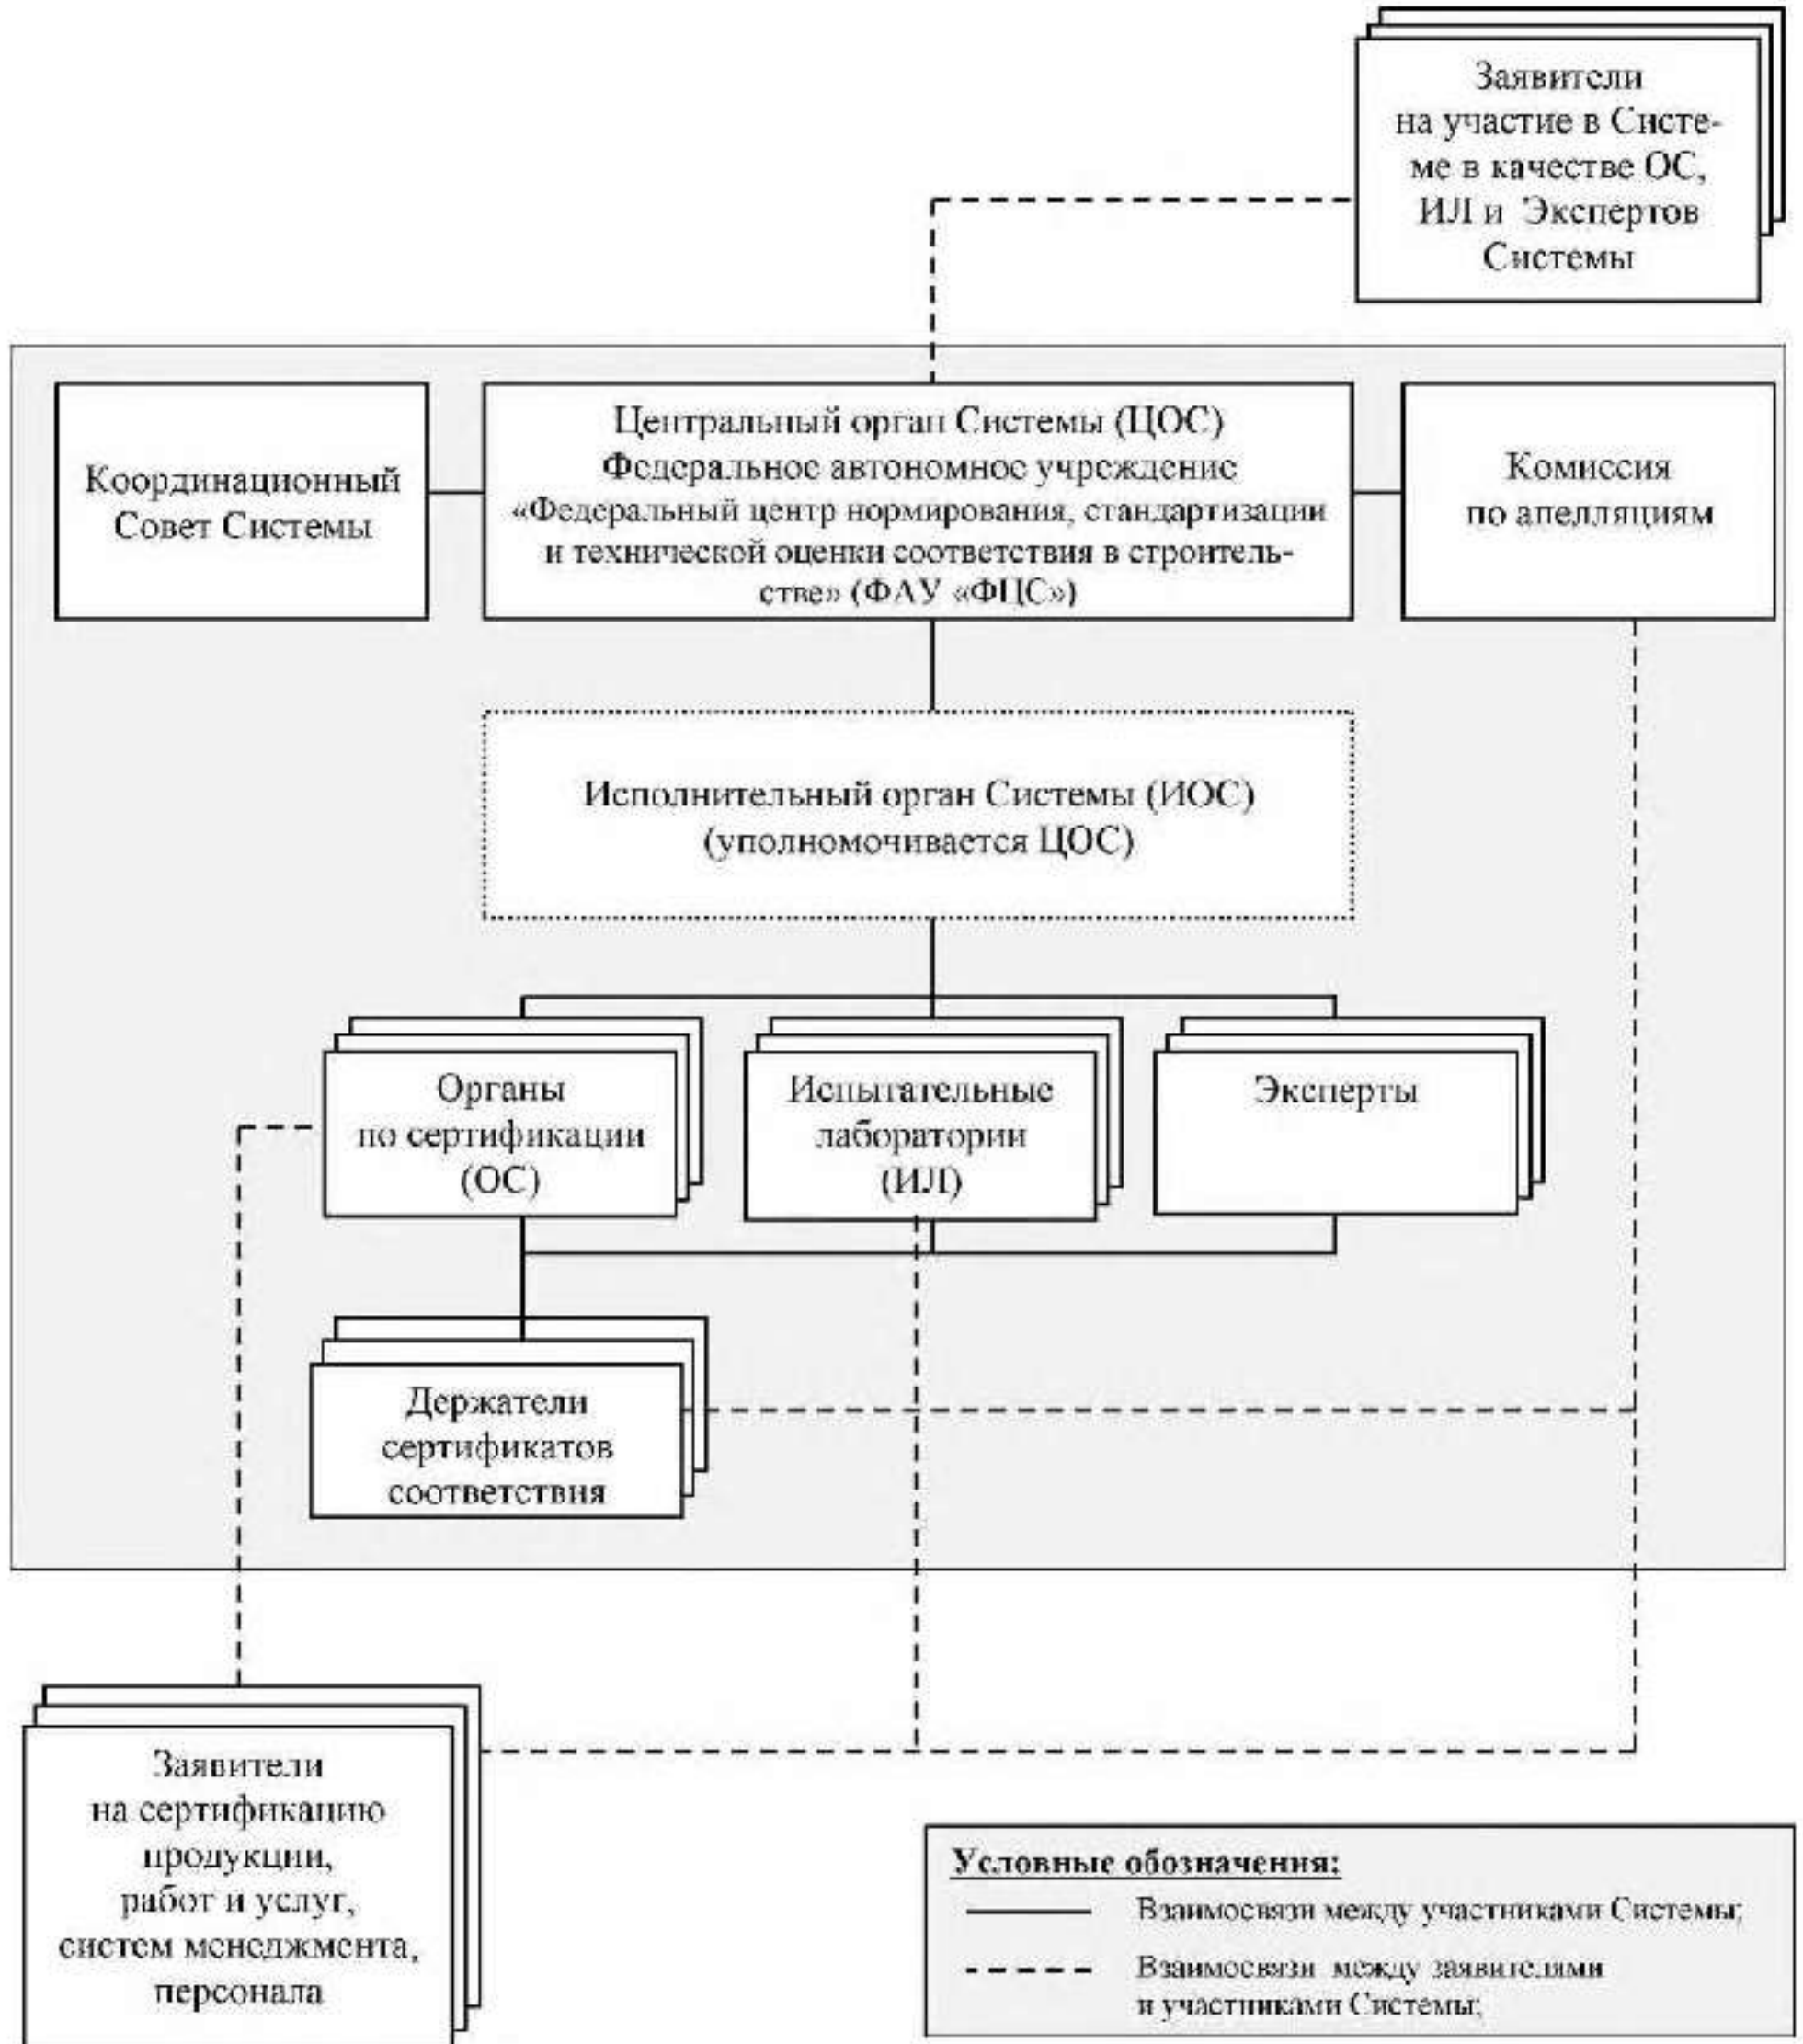 Заявители
на участие в Систе-
ме в качестве ОС,
ИЛ и Экспертов
Системы
Координационный
Совет Системы
Центральный орган Системы (ЦОС)
Федеральное автономное учреждение
«Федеральный центр нормирования, стандартизации
и технической оценки соответствия в строитель-
стве» (ФАУ «ФЦС»)
Комиссия
по апелляциям
Исполнительный орган Системы (ИОС)
(уполномочивается ЦОС)
Органы
по сертификации
(ОС)
Испытательные
лаборатории
(ИЛ)
Эксперты
Держатели
сертификатов
соответствия
Заявители
на сертификацию
продукции,
работ и услуг,
систем менеджмента,
персонала
Условные обозначения:
Взаимосвязи между участниками Системы;
Взаимосвязи между заявителями
и участниками Системы;